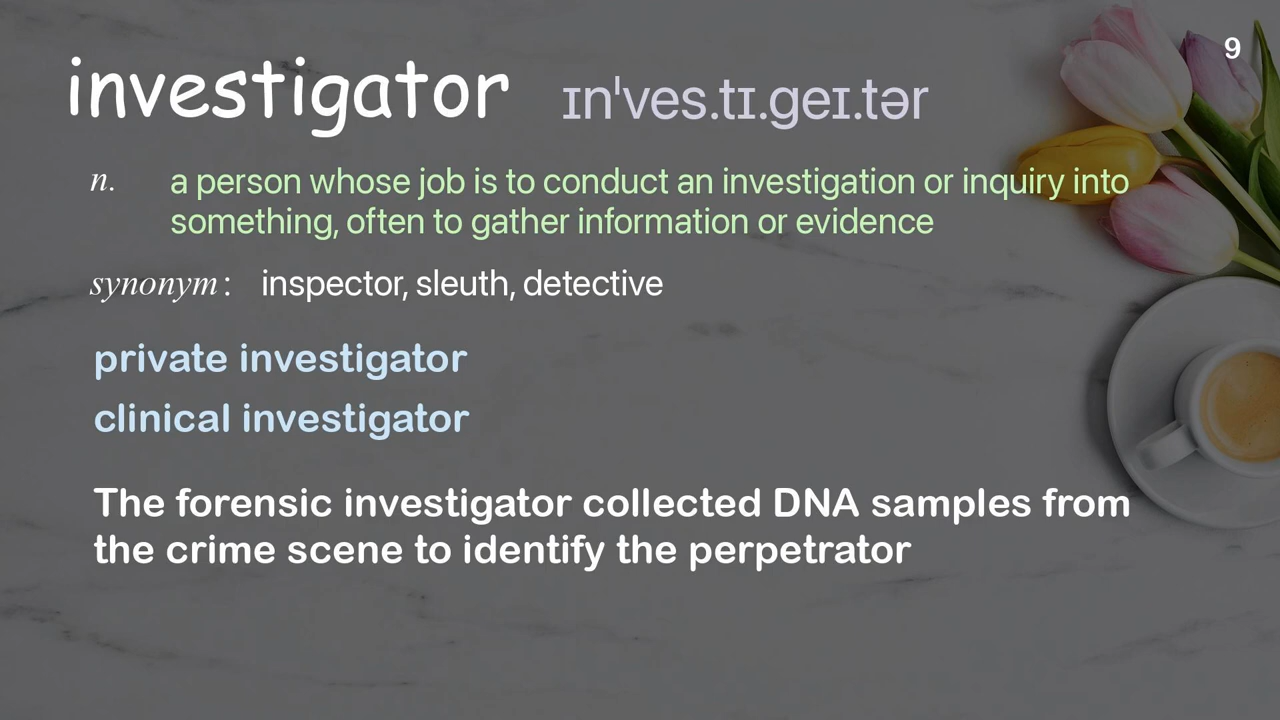 9
investigator ɪnˈves.tɪ.ɡeɪ.tər
n. a person whose job is to conduct an investigation or inquiry into
something, often to gather information or evidence
synonym: inspector, sleuth, detective
private investigator
clinical investigator
The forensic investigator collected DNA samples from
the crime scene to identify the perpetrator